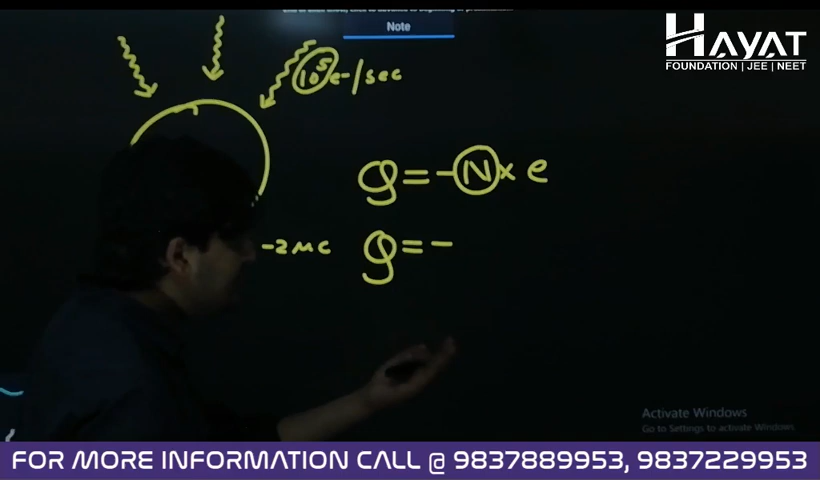 Note
HAYAT
FOUNDATION | JEE | NEET
10⁵ e-/sec
Q = - N x e
-2 μC
Q = -
Activate Windows
Go to Settings to activate Windows.
FOR MORE INFORMATION CALL @ 9837889953, 9837229953